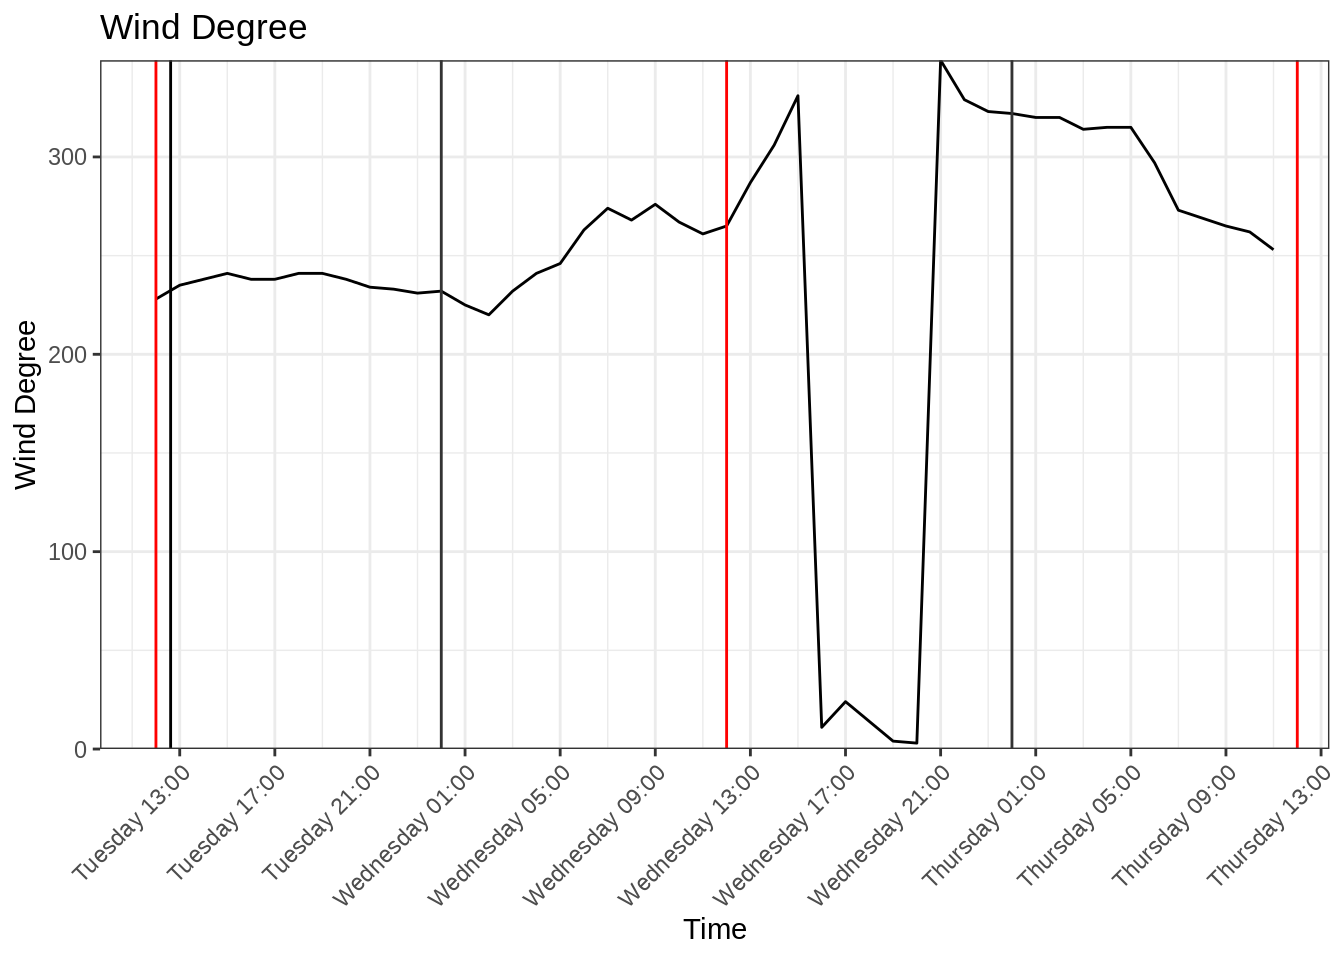 Wind Degree
Wind Degree
300
200
100
0
Tuesday 13:00
Tuesday 17:00
Tuesday 21:00
Wednesday 01:00
Wednesday 05:00
Wednesday 09:00
Wednesday 13:00
Wednesday 17:00
Wednesday 21:00
Thursday 01:00
Thursday 05:00
Thursday 09:00
Thursday 13:00
Time